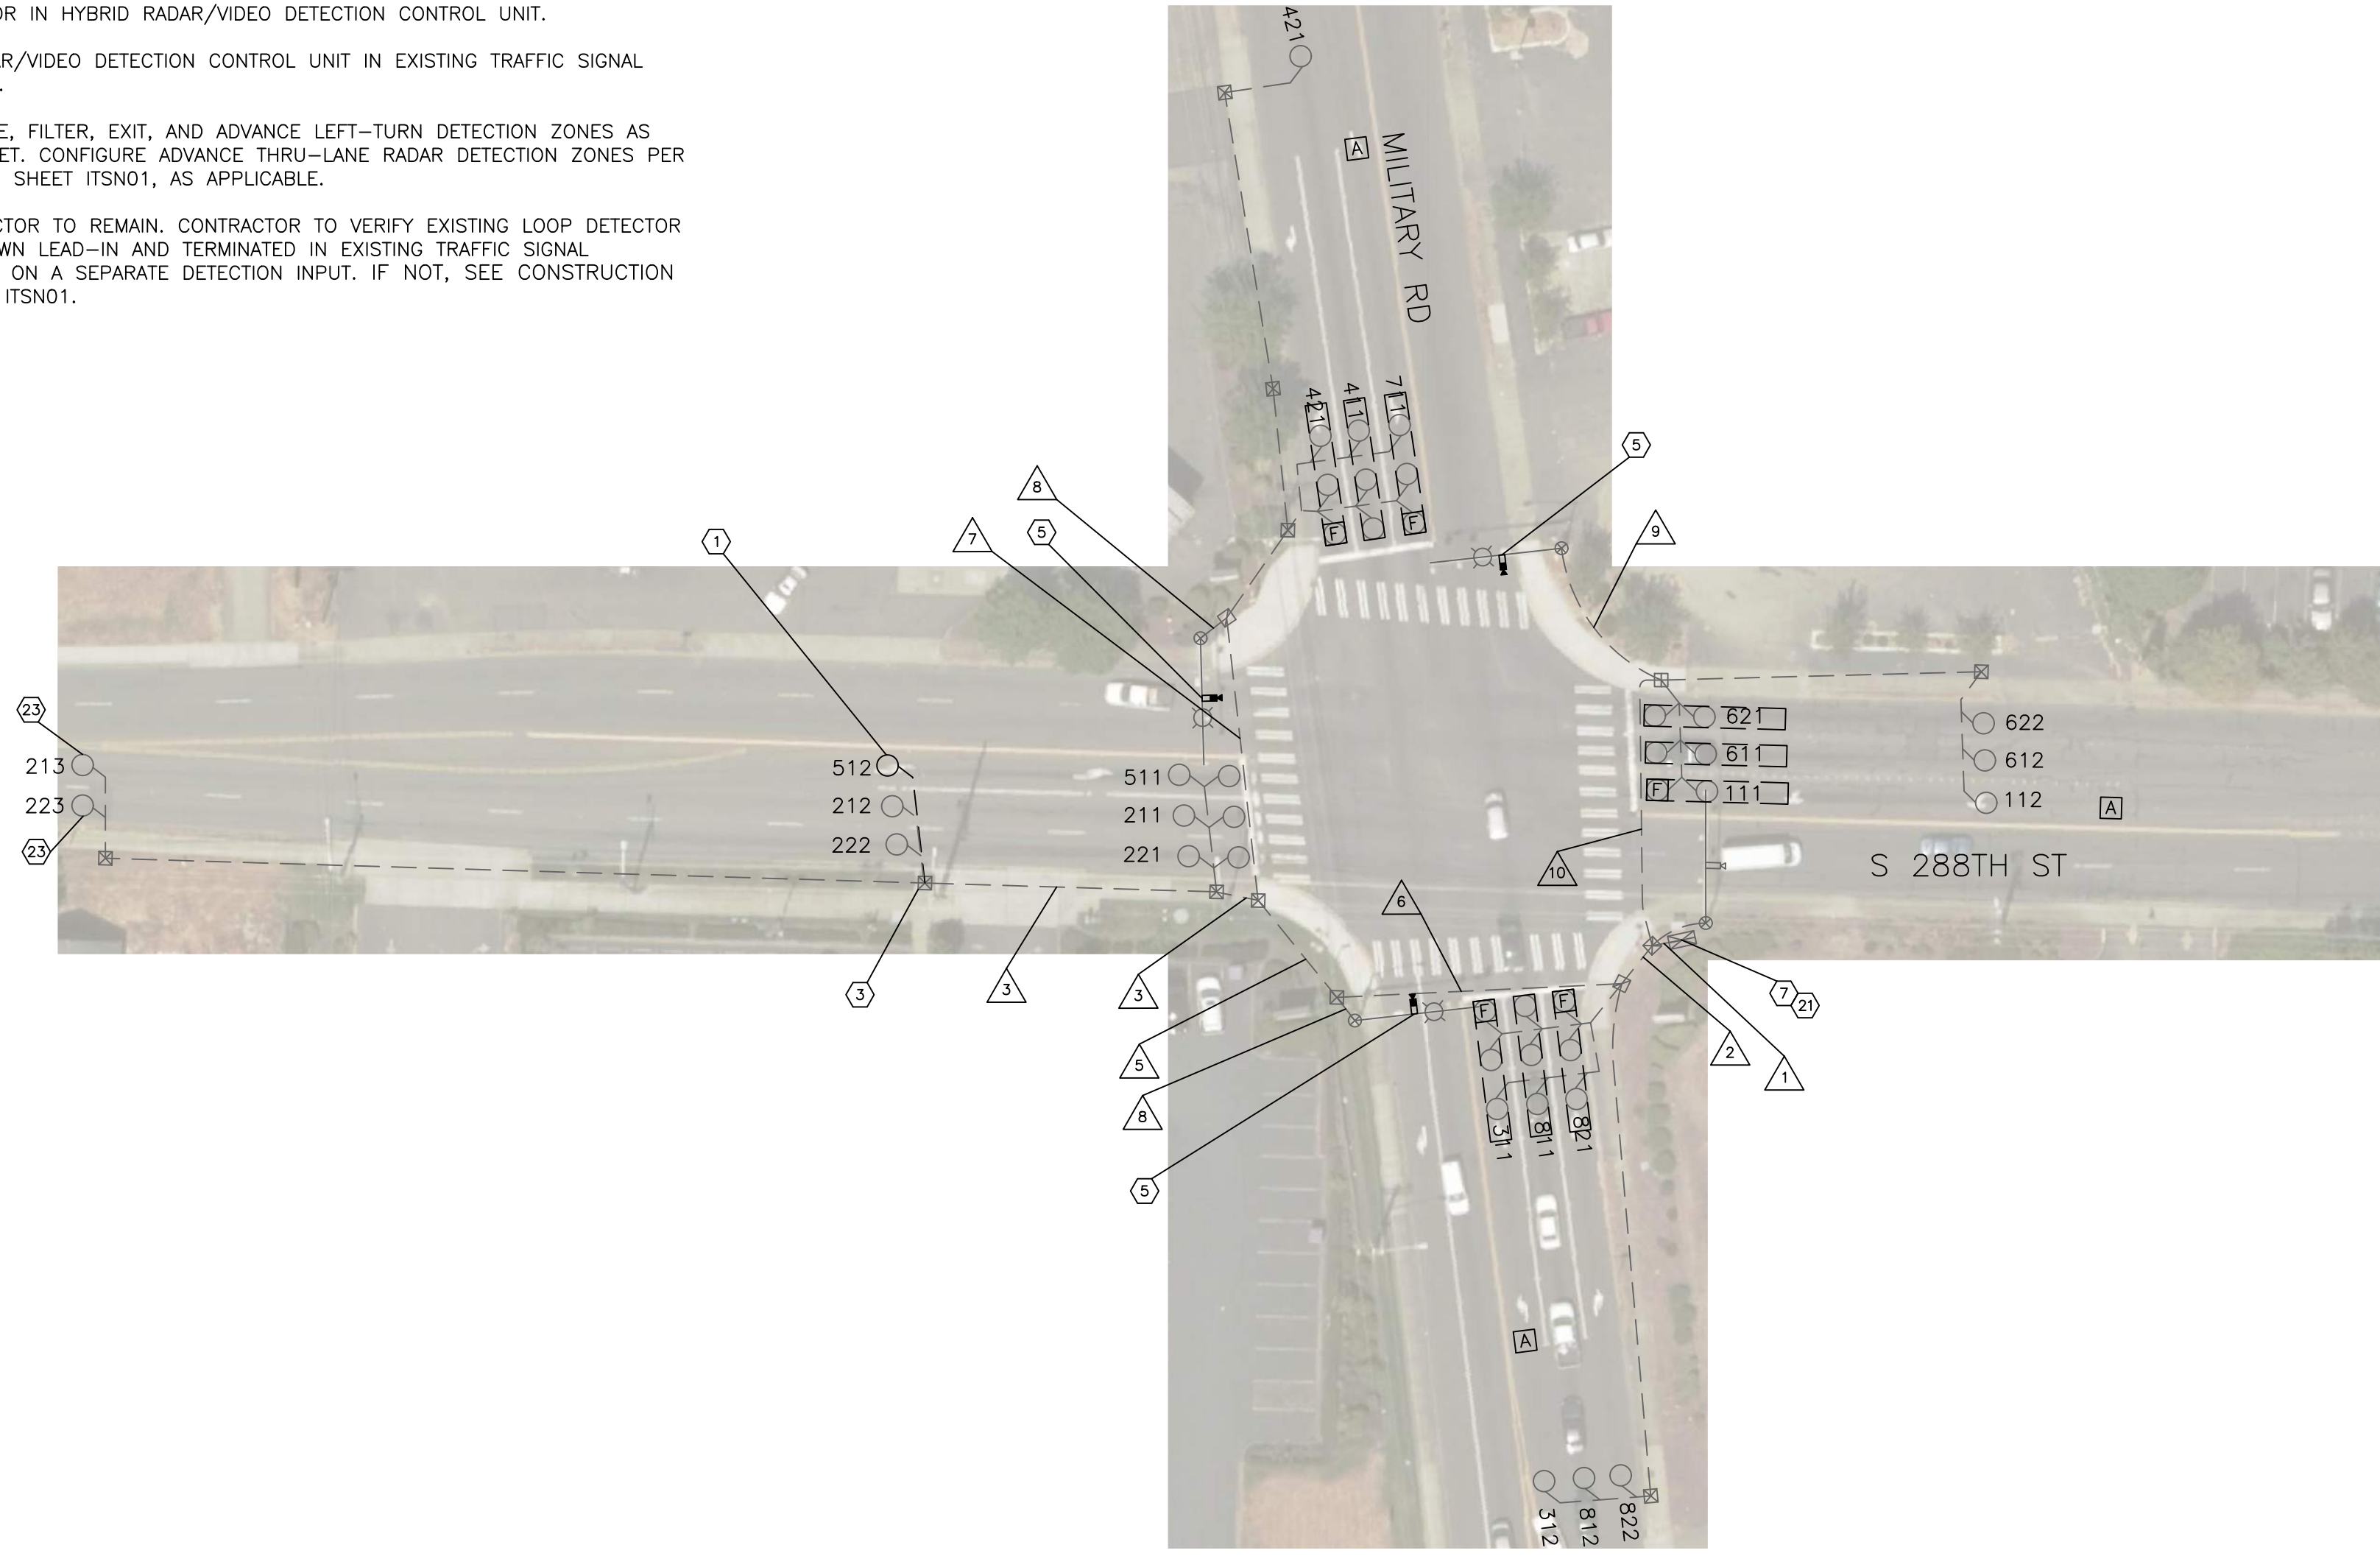 OR IN HYBRID RADAR/VIDEO DETECTION CONTROL UNIT.
AR/VIDEO DETECTION CONTROL UNIT IN EXISTING TRAFFIC SIGNAL
.
E, FILTER, EXIT, AND ADVANCE LEFT-TURN DETECTION ZONES AS
ET. CONFIGURE ADVANCE THRU-LANE RADAR DETECTION ZONES PER
SHEET ITSN01, AS APPLICABLE.
CTOR TO REMAIN. CONTRACTOR TO VERIFY EXISTING LOOP DETECTOR
WN LEAD-IN AND TERMINATED IN EXISTING TRAFFIC SIGNAL
ON A SEPARATE DETECTION INPUT. IF NOT, SEE CONSTRUCTION
ITSN01.
421
A
MILITARY RD
421
411
711
F
F
5
8
7
5
1
9
23
213
223
23
512
212
222
511
211
221
621
611
F 111
622
612
112
A
S 288TH ST
10
6
3
3
3
7
21
5
8
2
1
5
F
F
311
811
821
A
312
812
822